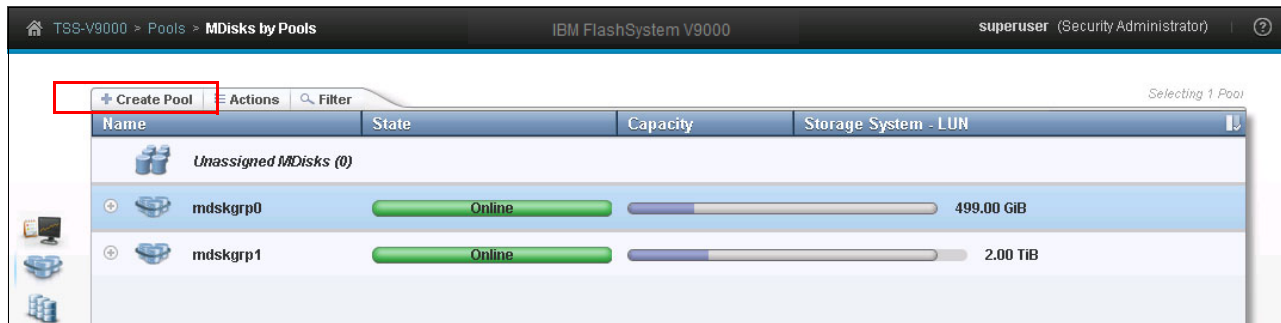 TSS-V9000 > Pools > MDisks by Pools IBM FlashSystem V9000 superuser (Security Administrator) ?
Create Pool Actions Filter Selecting 1 Pool
Name State Capacity Storage System - LUN
Unassigned MDisks (0)
mdskgrp0 Online 499.00 GiB
mdskgrp1 Online 2.00 TiB